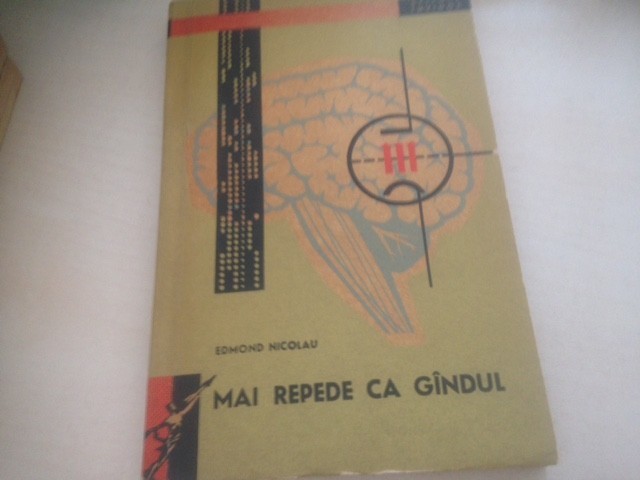 EDMOND NICOLAU
MAI REPEDE CA GÎNDUL